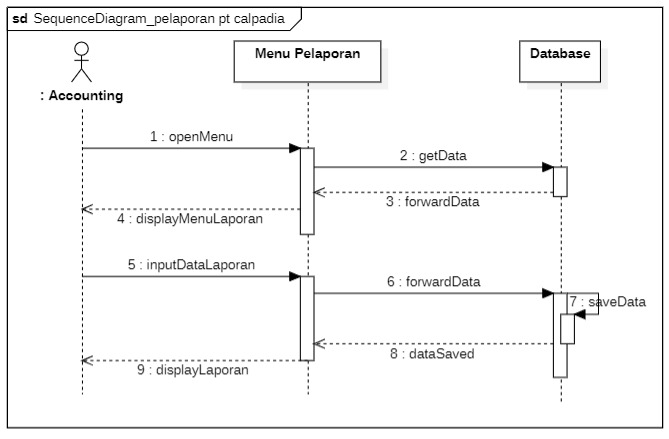 sd SequenceDiagram_pelaporan pt calpadia
Menu Pelaporan
Database
: Accounting
1 : openMenu
2 : getData
3 : forwardData
4 : displayMenuLaporan
5 : inputDataLaporan
6 : forwardData
7 : saveData
8 : dataSaved
9 : displayLaporan